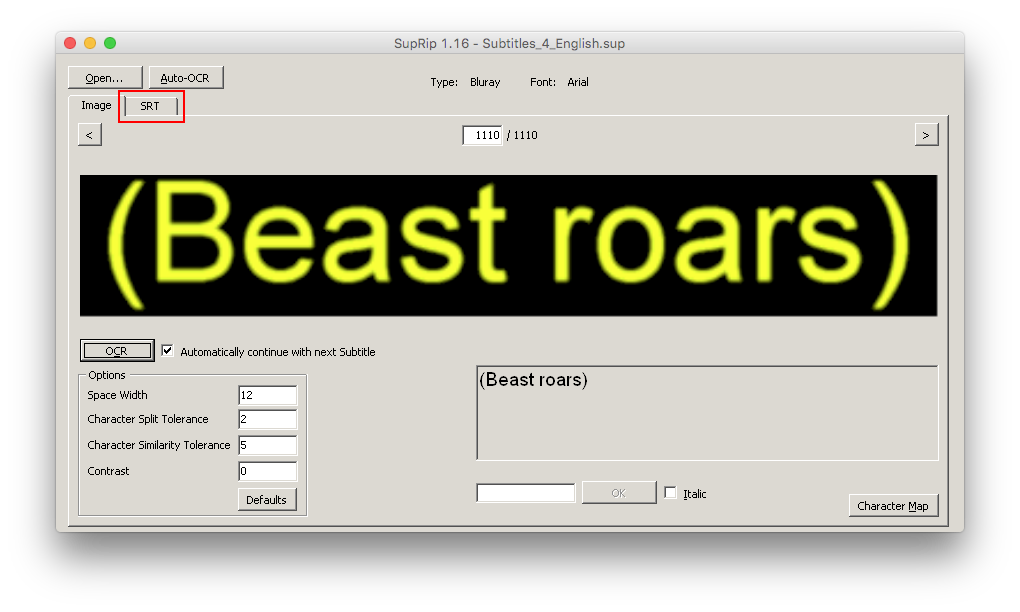 SupRip 1.16 - Subtitles_4_English.sup
Open... Auto-OCR Type: Bluray Font: Arial
Image SRT
< 1110 / 1110 >
(Beast roars)
OCR Automatically continue with next Subtitle
Options
Space Width 12
Character Split Tolerance 2
Character Similarity Tolerance 5
Contrast 0
Defaults
(Beast roars)
OK Italic
Character Map